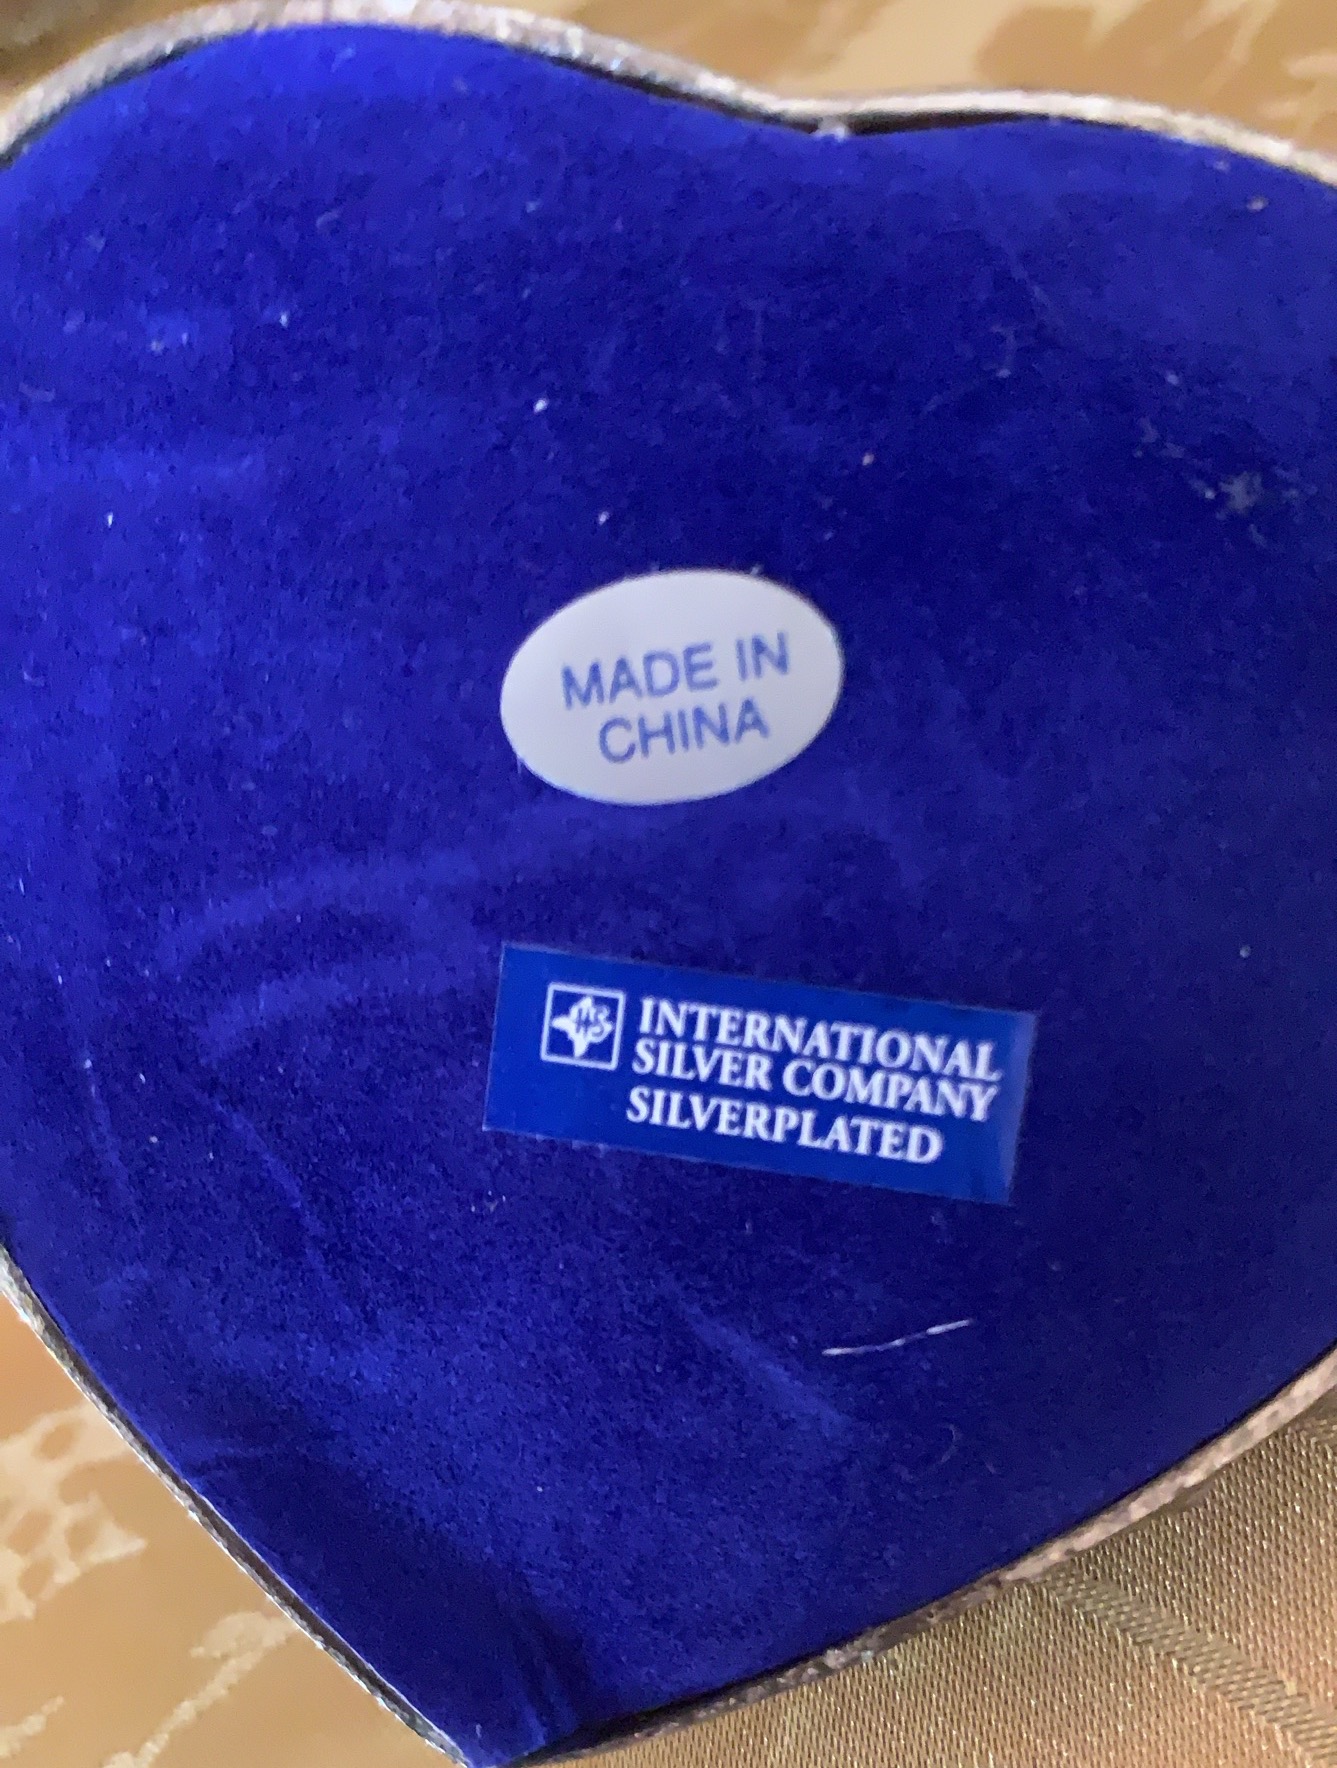 MADE IN
CHINA
INTERNATIONAL
SILVER COMPANY
SILVERPLATED